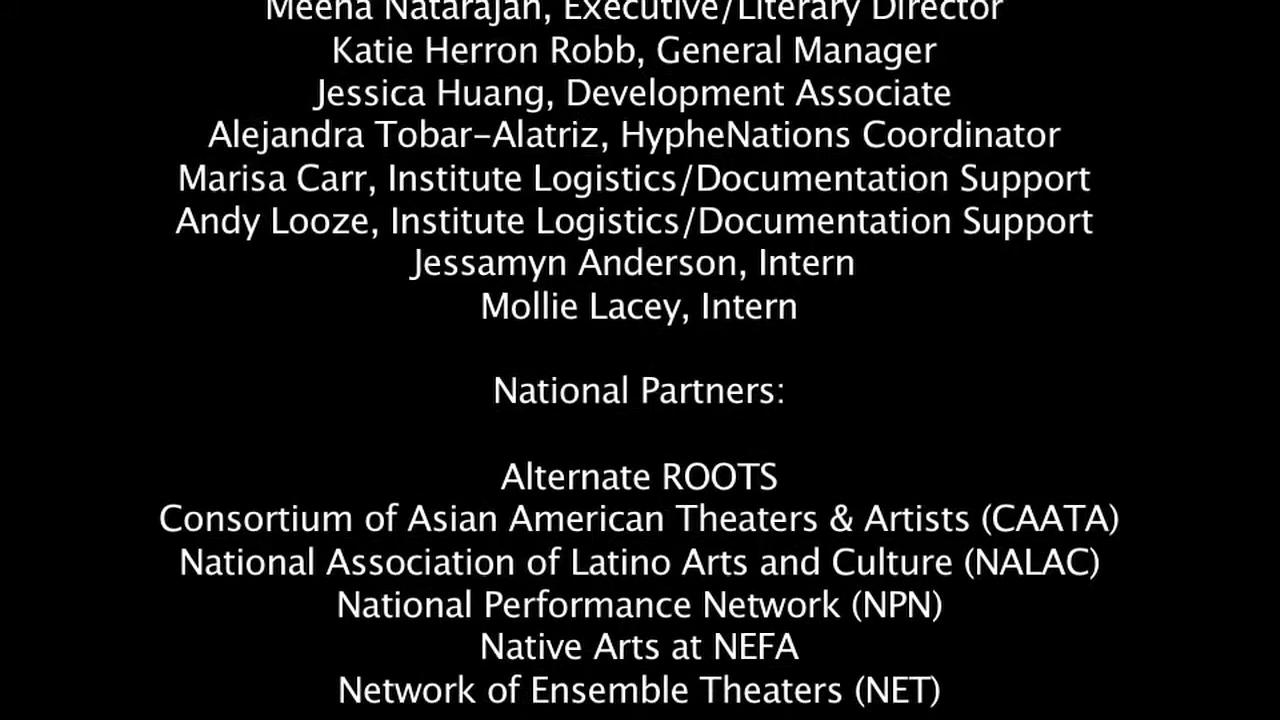 Meena Natarajan, Executive/Literary Director
Katie Herron Robb, General Manager
Jessica Huang, Development Associate
Alejandra Tobar-Alatriz, HypheNations Coordinator
Marisa Carr, Institute Logistics/Documentation Support
Andy Looze, Institute Logistics/Documentation Support
Jessamyn Anderson, Intern
Mollie Lacey, Intern
National Partners:
Alternate ROOTS
Consortium of Asian American Theaters & Artists (CAATA)
National Association of Latino Arts and Culture (NALAC)
National Performance Network (NPN)
Native Arts at NEFA
Network of Ensemble Theaters (NET)